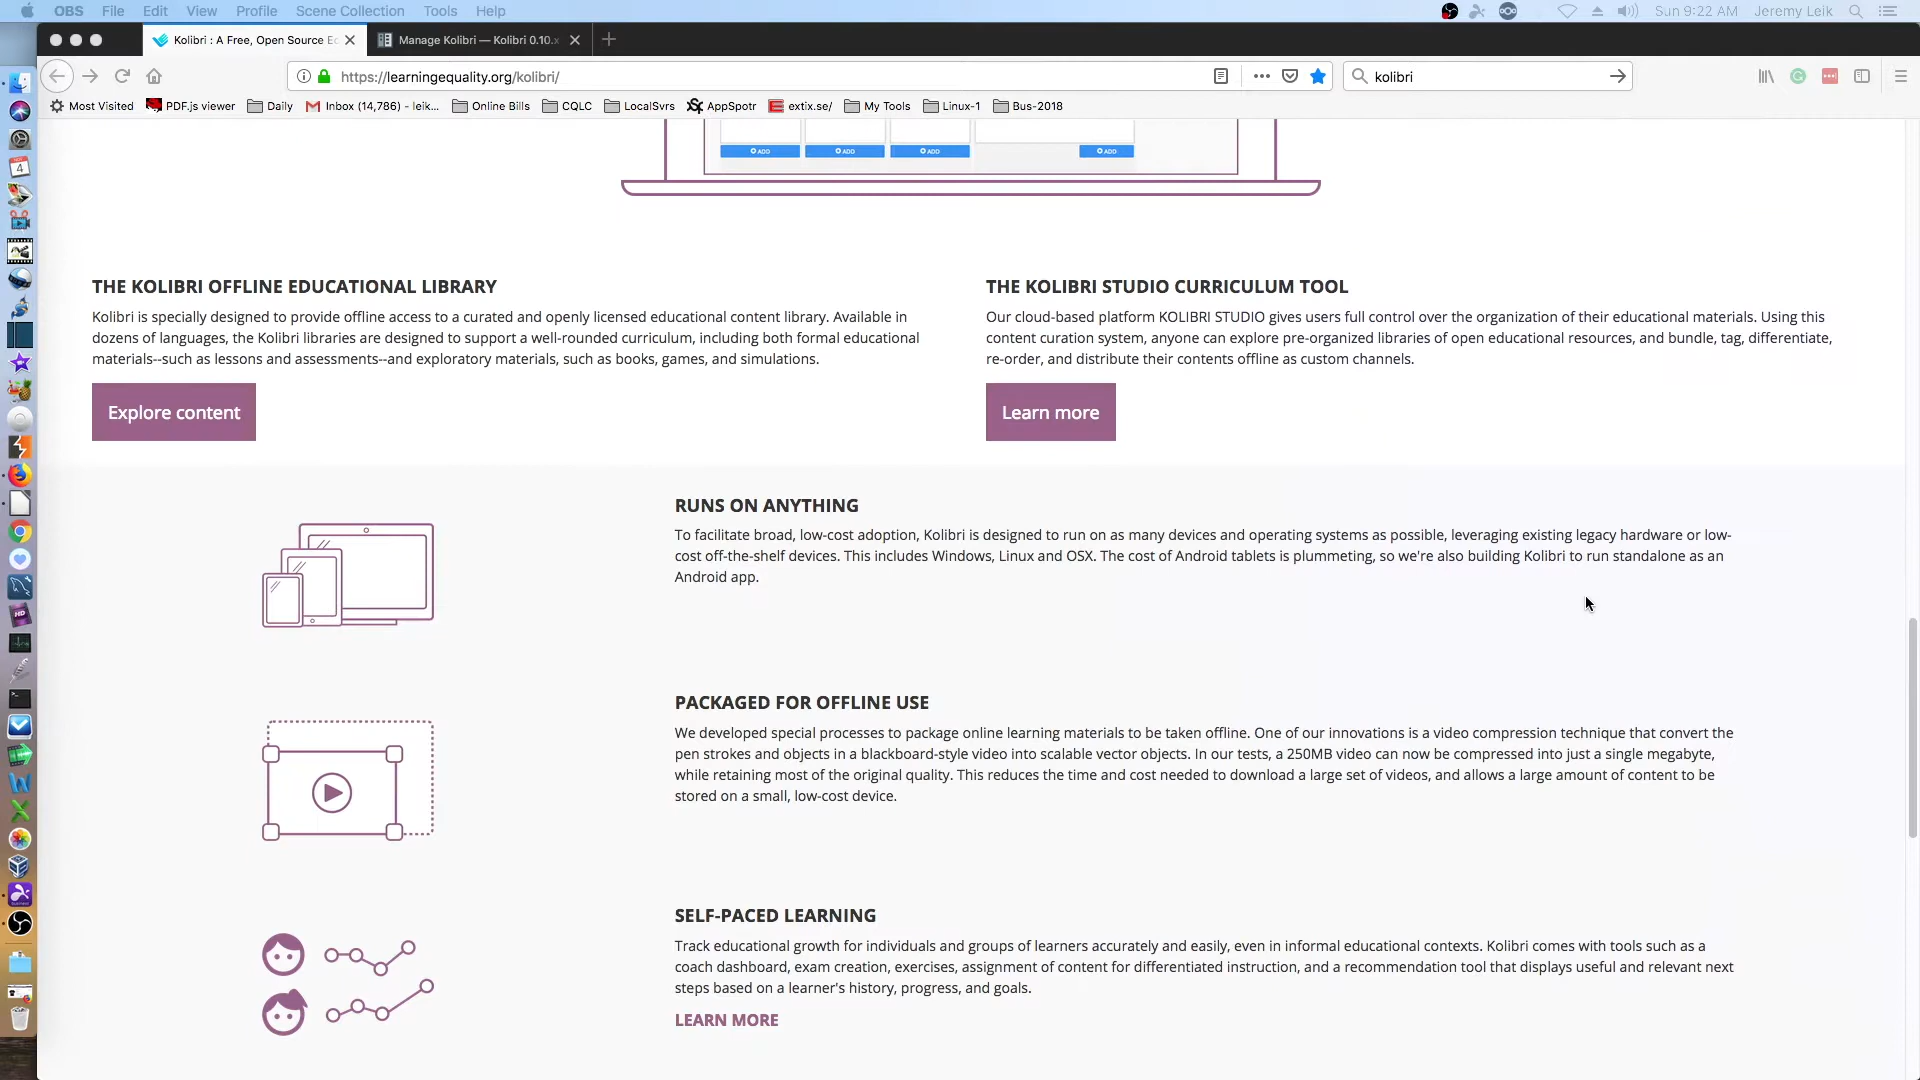 OBS File Edit View Profile Scene Collection Tools Help
Sun 9:22 AM Jeremy Leik
Kolibri : A Free, Open Source Ec
Manage Kolibri — Kolibri 0.10.x
https://learningequality.org/kolibri/
kolibri
Most Visited PDF.js viewer Daily Inbox (14,786) - leik... Online Bills CQLC LocalSvrs AppSpotr extix.se/ My Tools Linux-1 Bus-2018
ADD ADD ADD ADD
THE KOLIBRI OFFLINE EDUCATIONAL LIBRARY
Kolibri is specially designed to provide offline access to a curated and openly licensed educational content library. Available in
dozens of languages, the Kolibri libraries are designed to support a well-rounded curriculum, including both formal educational
materials--such as lessons and assessments--and exploratory materials, such as books, games, and simulations.
Explore content
THE KOLIBRI STUDIO CURRICULUM TOOL
Our cloud-based platform KOLIBRI STUDIO gives users full control over the organization of their educational materials. Using this
content curation system, anyone can explore pre-organized libraries of open educational resources, and bundle, tag, differentiate,
re-order, and distribute their contents offline as custom channels.
Learn more
RUNS ON ANYTHING
To facilitate broad, low-cost adoption, Kolibri is designed to run on as many devices and operating systems as possible, leveraging existing legacy hardware or low-
cost off-the-shelf devices. This includes Windows, Linux and OSX. The cost of Android tablets is plummeting, so we're also building Kolibri to run standalone as an
Android app.
PACKAGED FOR OFFLINE USE
We developed special processes to package online learning materials to be taken offline. One of our innovations is a video compression technique that convert the
pen strokes and objects in a blackboard-style video into scalable vector objects. In our tests, a 250MB video can now be compressed into just a single megabyte,
while retaining most of the original quality. This reduces the time and cost needed to download a large set of videos, and allows a large amount of content to be
stored on a small, low-cost device.
SELF-PACED LEARNING
Track educational growth for individuals and groups of learners accurately and easily, even in informal educational contexts. Kolibri comes with tools such as a
coach dashboard, exam creation, exercises, assignment of content for differentiated instruction, and a recommendation tool that displays useful and relevant next
steps based on a learner's history, progress, and goals.
LEARN MORE